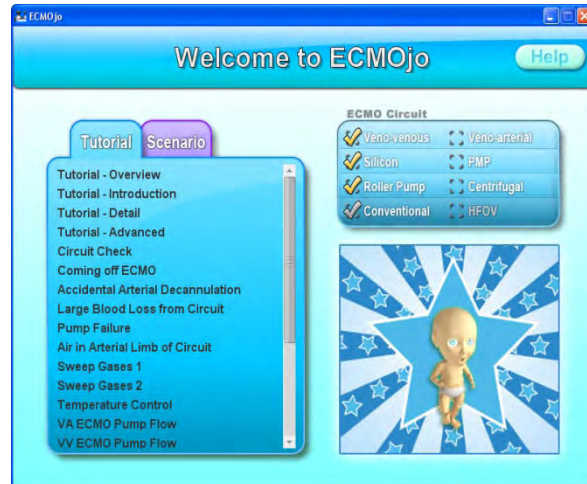 ECMOjo
Welcome to ECMOjo
Help
Tutorial Scenario
Tutorial - Overview
Tutorial - Introduction
Tutorial - Detail
Tutorial - Advanced
Circuit Check
Coming off ECMO
Accidental Arterial Decannulation
Large Blood Loss from Circuit
Pump Failure
Air in Arterial Limb of Circuit
Sweep Gases 1
Sweep Gases 2
Temperature Control
VA ECMO Pump Flow
VV ECMO Pump Flow
ECMO Circuit
Veno-venous Veno-arterial
Silicon PMP
Roller Pump Centrifugal
Conventional HFOV